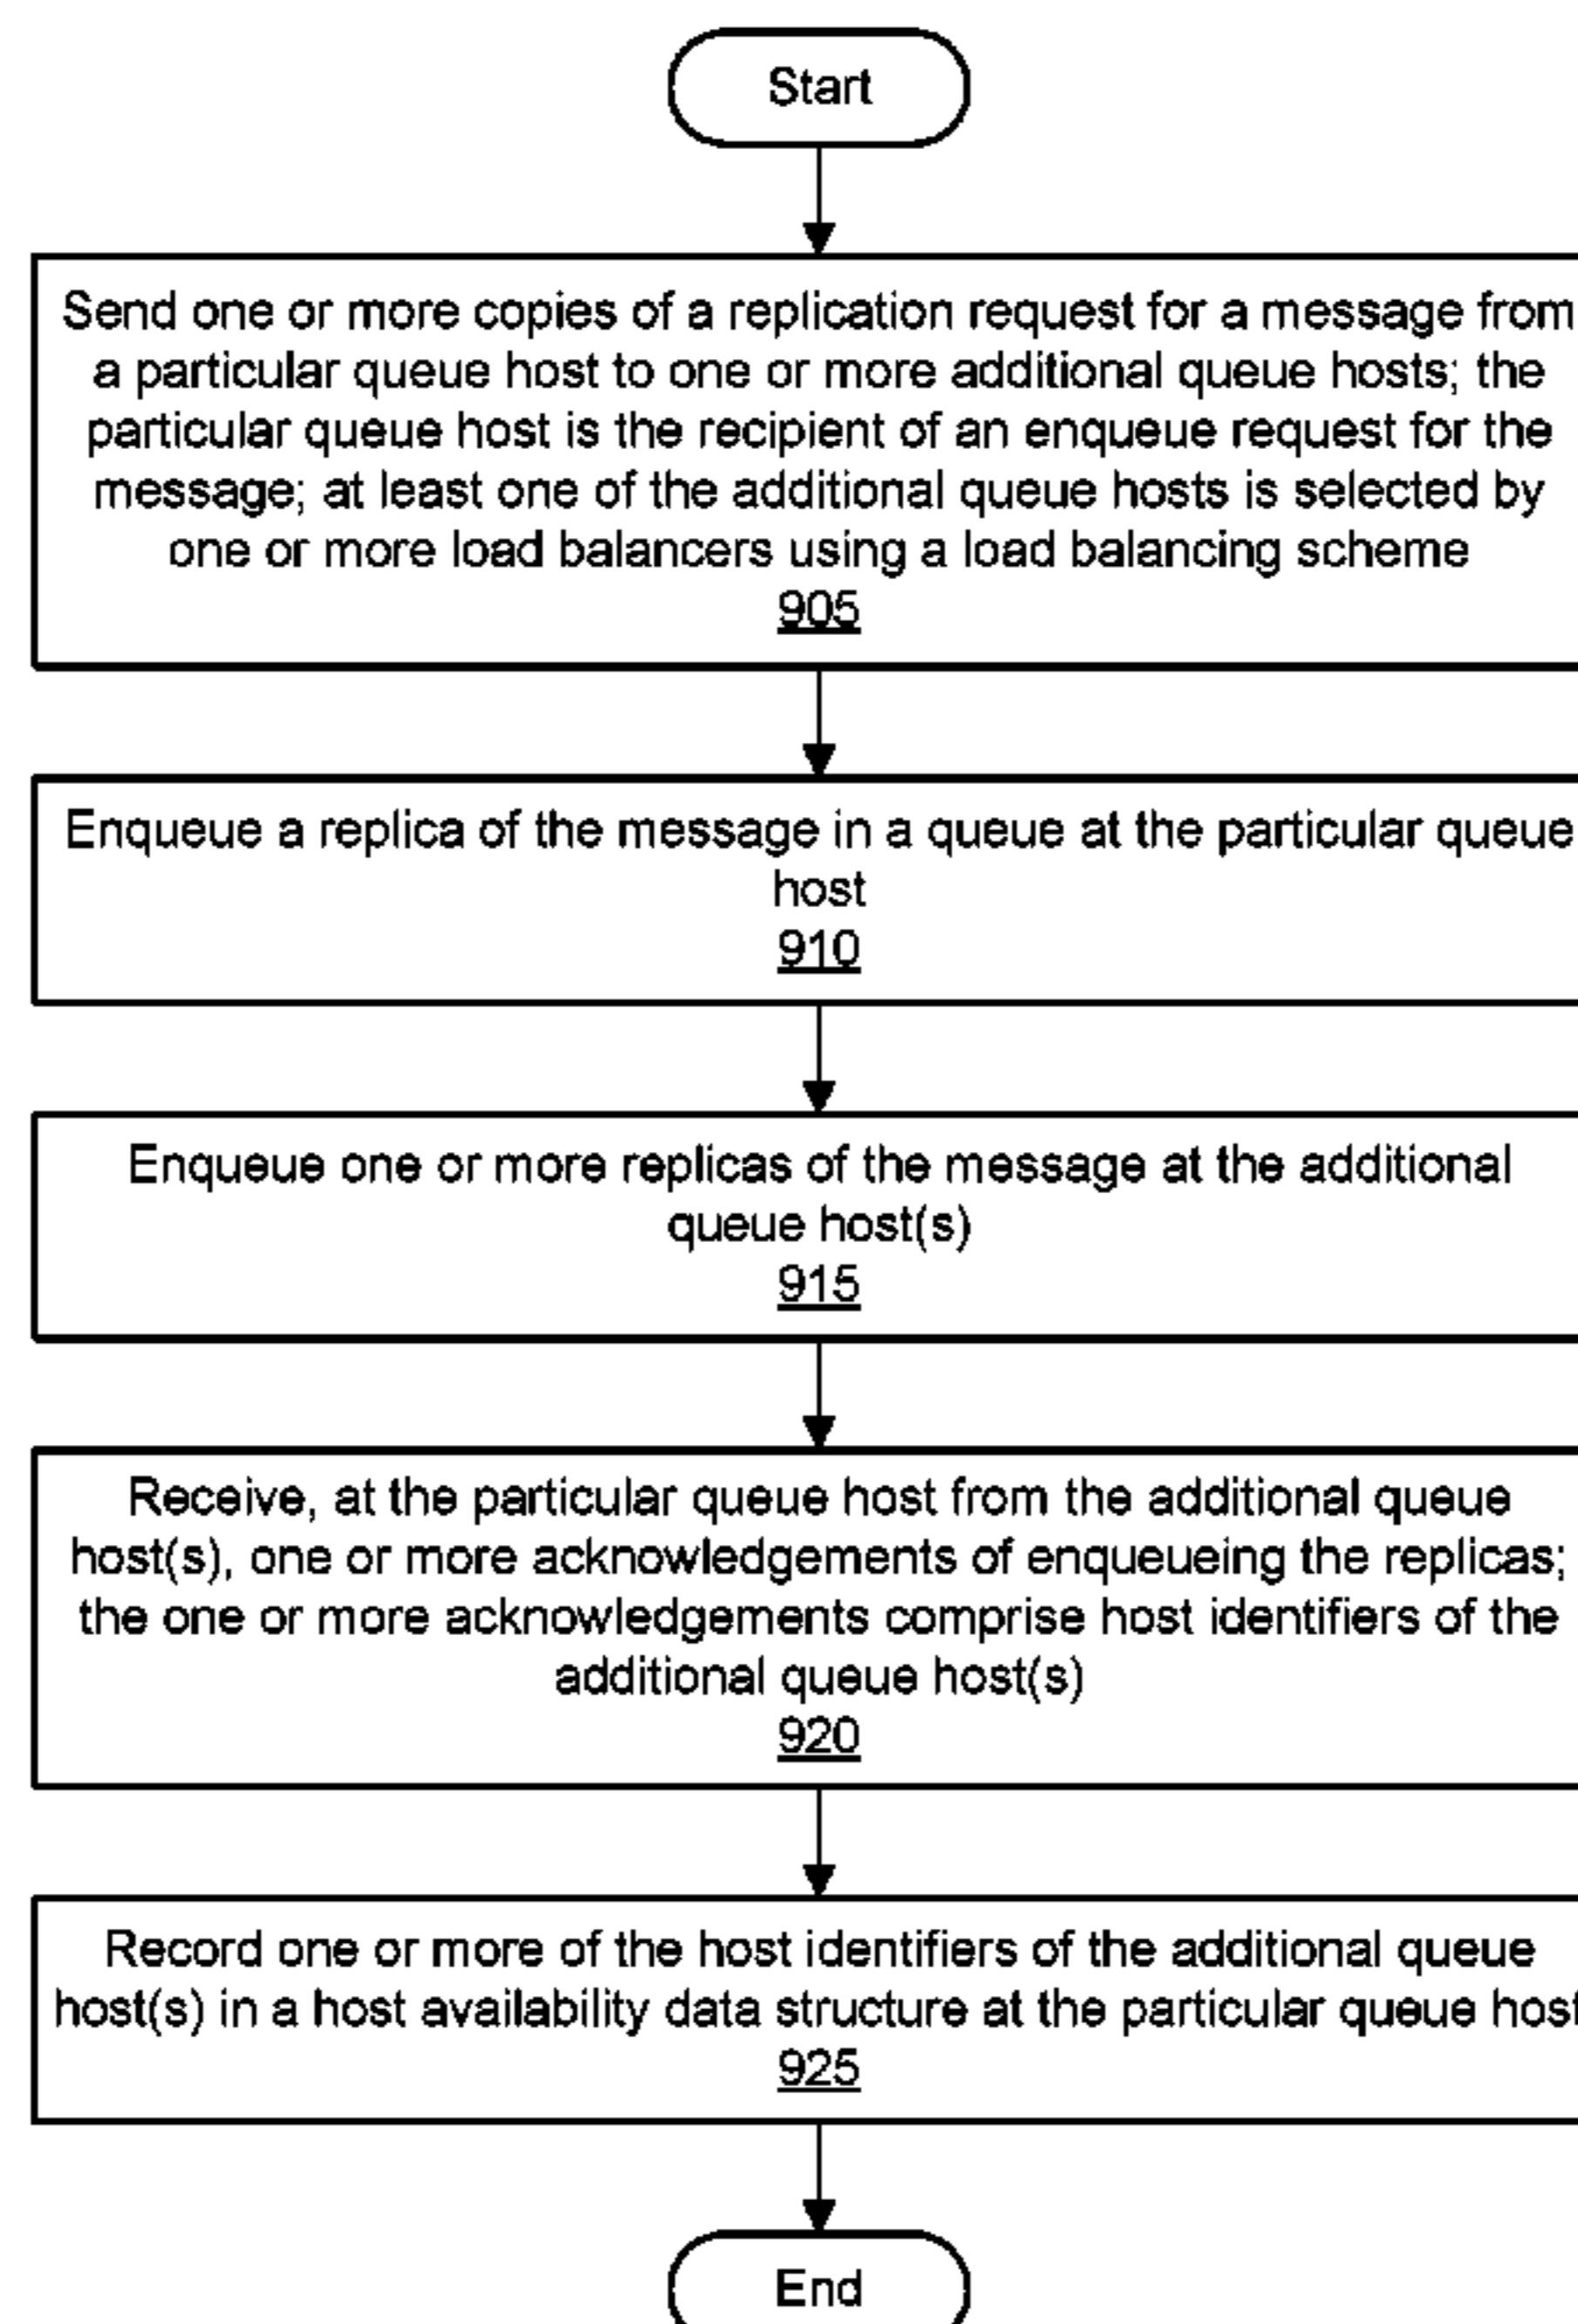 Start
Send one or more copies of a replication request for a message from
a particular queue host to one or more additional queue hosts; the
particular queue host is the recipient of an enqueue request for the
message; at least one of the additional queue hosts is selected by
one or more load balancers using a load balancing scheme
905
Enqueue a replica of the message in a queue at the particular queue
host
910
Enqueue one or more replicas of the message at the additional
queue host(s)
915
Receive, at the particular queue host from the additional queue
host(s), one or more acknowledgements of enqueueing the replicas;
the one or more acknowledgements comprise host identifiers of the
additional queue host(s)
920
Record one or more of the host identifiers of the additional queue
host(s) in a host availability data structure at the particular queue host
925
End